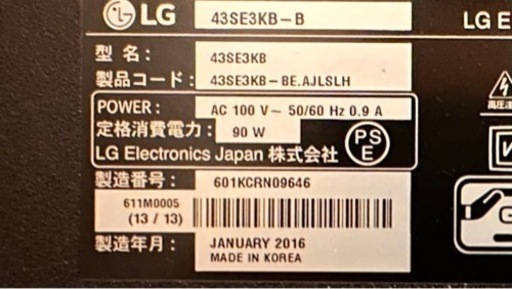 LG 43SE3KB-B LG E
型 名: 43SE3KB
製品コード: 43SE3KB-BE.AJLSLH
POWER: AC 100 V~ 50/60 Hz 0.9 A
定格消費電力: 90 W
PS
E
LG Electronics Japan 株式会社
製造番号: 601KCRN09646
611M0005
(13 / 13)
製造年月: JANUARY 2016
MADE IN KOREA